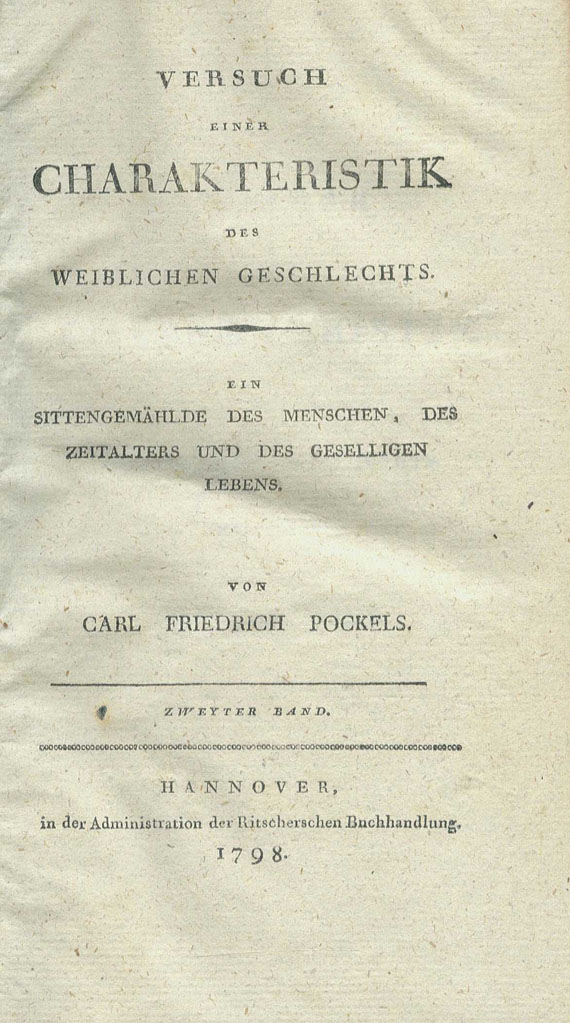 VERSUCH
EINER
CHARAKTERISTIK
DES
WEIBLICHEN GESCHLECHTS.
EIN
SITTENGEMÄHLDE DES MENSCHEN, DES
ZEITALTERS UND DES GESELLIGEN
LEBENS.
VON
CARL FRIEDRICH POCKELS.
ZWEYTER BAND.
HANNOVER,
in der Administration der Ritscherschen Buchhandlung,
1798.